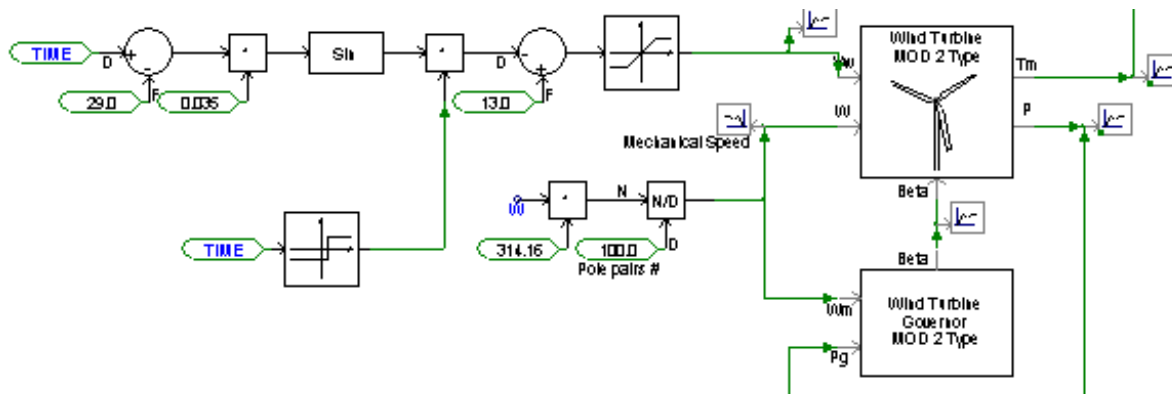 TIME
D
+
-
F
29.0
*
0.035
Sin
*
D
-
+
F
13.0
Wind Turbine
MOD 2 Type
Vw
Tm
W
P
Beta
Mechanical Speed
W
*
N
N/D
D
314.16
100.0
Pole pairs #
TIME
Beta
Wind Turbine
Governor
MOD 2 Type
Wm
Pg